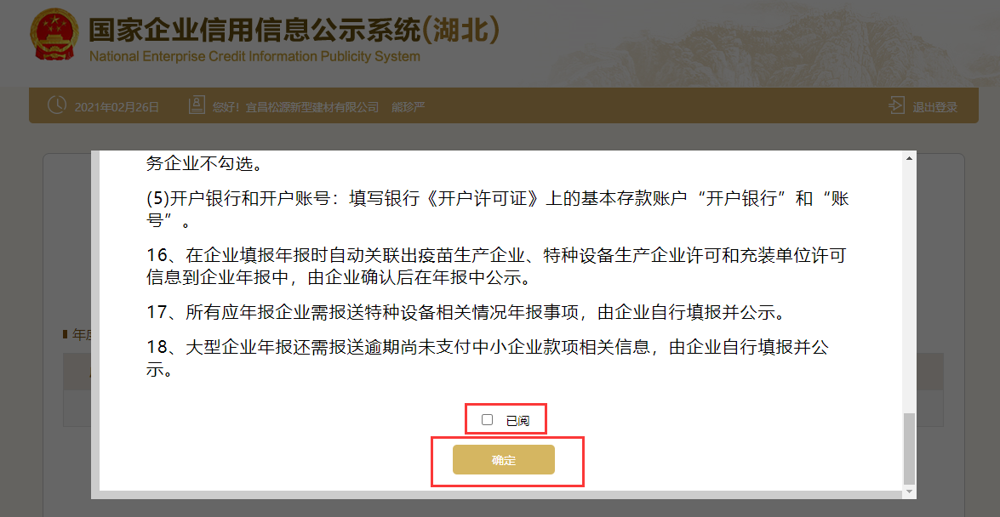 国家企业信用信息公示系统(湖北)
National Enterprise Credit Information Publicity System
2021年02月26日 您好！宜昌松源新型建材有限公司 能珍严 退出登录
务企业不勾选。
(5)开户银行和开户账号：填写银行《开户许可证》上的基本存款账户“开户银行”和“账
号”。
16、在企业填报年报时自动关联出疫苗生产企业、特种设备生产企业许可和充装单位许可
信息到企业年报中，由企业确认后在年报中公示。
17、所有应年报企业需报送特种设备相关情况年报事项，由企业自行填报并公示。
年度
18、大型企业年报还需报送逾期尚未支付中小企业款项相关信息，由企业自行填报并公
示。
已阅
确定